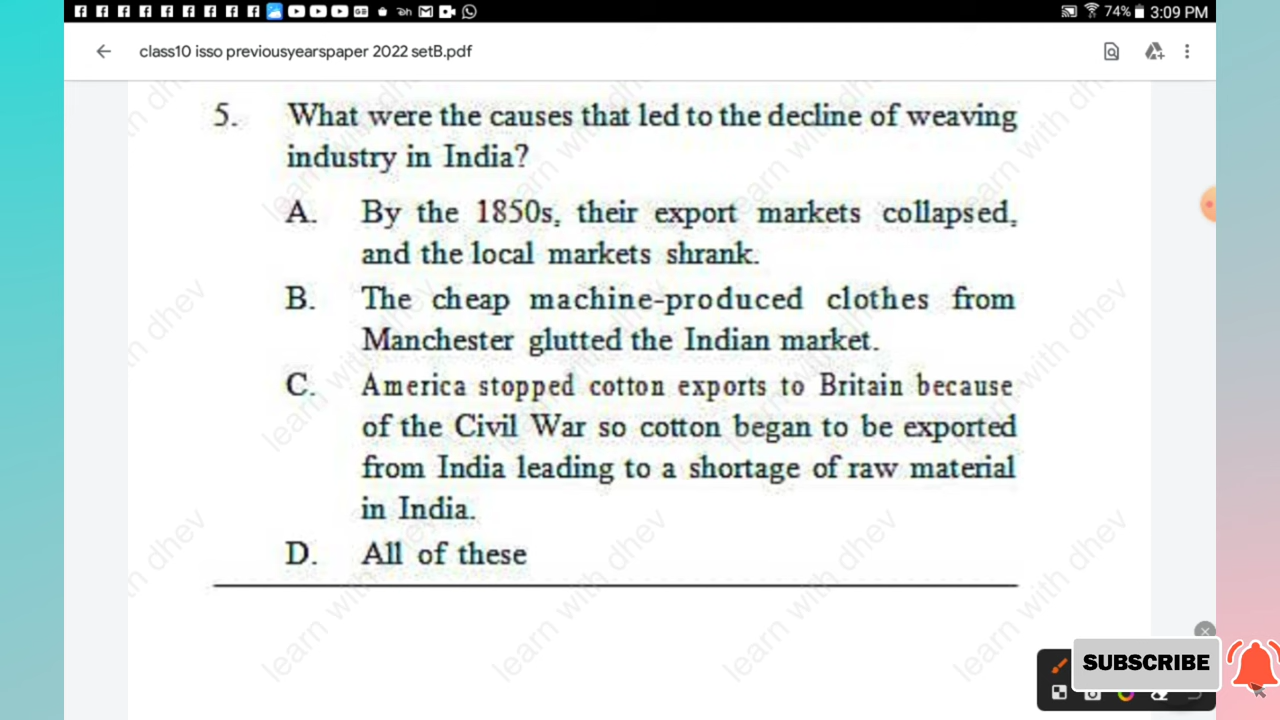 74% 3:09 PM
class10 isso previousyearspaper 2022 setB.pdf
5. What were the causes that led to the decline of weaving
industry in India?
A. By the 1850s, their export markets collapsed,
and the local markets shrank.
B. The cheap machine-produced clothes from
Manchester glutted the Indian market.
C. America stopped cotton exports to Britain because
of the Civil War so cotton began to be exported
from India leading to a shortage of raw material
in India.
D. All of these
learn with dhev
SUBSCRIBE